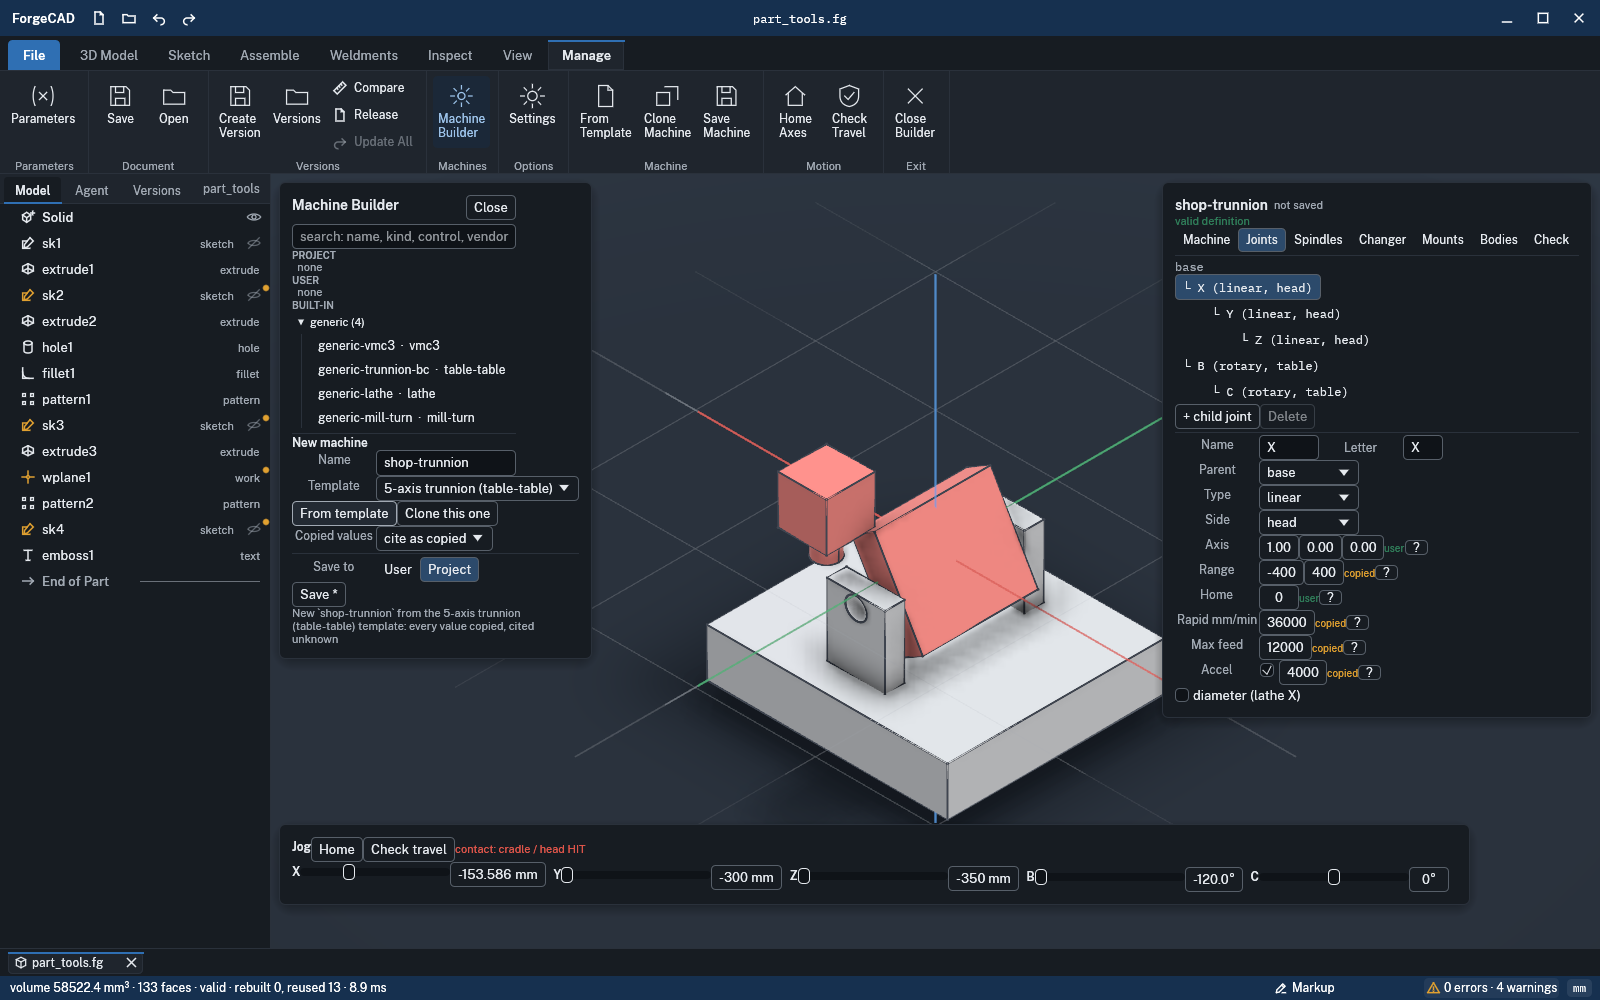 ForgeCAD
part_tools.fg
File 3D Model Sketch Assemble Weldments Inspect View Manage
(x) Parameters
Save Open
Create Version Versions Compare Release Update All
Machine Builder
Settings
From Template Clone Machine Save Machine
Home Axes Check Travel
Close Builder
Parameters Document Versions Machines Options Machine Motion Exit
Model Agent Versions part_tools
Solid
sk1 sketch
extrude1 extrude
sk2 sketch
extrude2 extrude
hole1 hole
fillet1 fillet
pattern1 pattern
sk3 sketch
extrude3 extrude
wplane1 work
pattern2 pattern
sk4 sketch
emboss1 text
End of Part
Machine Builder Close
search: name, kind, control, vendor
PROJECT
none
USER
none
BUILT-IN
▼ generic (4)
generic-vmc3 · vmc3
generic-trunnion-bc · table-table
generic-lathe · lathe
generic-mill-turn · mill-turn
New machine
Name shop-trunnion
Template 5-axis trunnion (table-table) ▼
From template Clone this one
Copied values cite as copied ▼
Save to User Project
Save *
New `shop-trunnion` from the 5-axis trunnion
(table-table) template: every value copied, cited
unknown
shop-trunnion not saved
valid definition
Machine Joints Spindles Changer Mounts Bodies Check
base
└ X (linear, head)
└ Y (linear, head)
└ Z (linear, head)
└ B (rotary, table)
└ C (rotary, table)
+ child joint Delete
Name X Letter X
Parent base ▼
Type linear ▼
Side head ▼
Axis 1.00 0.00 0.00 user ?
Range -400 400 copied ?
Home 0 user ?
Rapid mm/min 36000 copied ?
Max feed 12000 copied ?
Accel 4000 copied ?
diameter (lathe X)
Jog Home Check travel contact: cradle / head HIT
X -153.586 mm Y -300 mm Z -350 mm B -120.0° C 0°
part_tools.fg
volume 58522.4 mm³ · 133 faces · valid · rebuilt 0, reused 13 · 8.9 ms
Markup
0 errors · 4 warnings mm